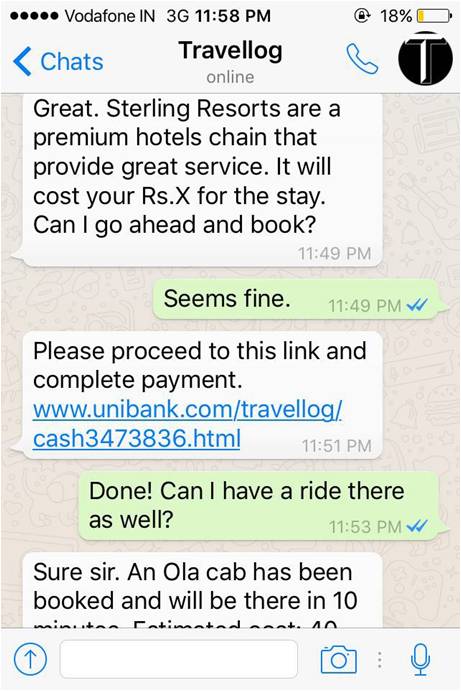 Vodafone IN 3G 11:58 PM 18%
Chats
Travellog
online
T
Great. Sterling Resorts are a
premium hotels chain that
provide great service. It will
cost your Rs.X for the stay.
Can I go ahead and book?
11:49 PM
Seems fine.
11:49 PM
Please proceed to this link and
complete payment.
www.unibank.com/travellog/
cash3473836.html
11:51 PM
Done! Can I have a ride there
as well?
11:53 PM
Sure sir. An Ola cab has been
booked and will be there in 10
minutes. Estimated cost: 40